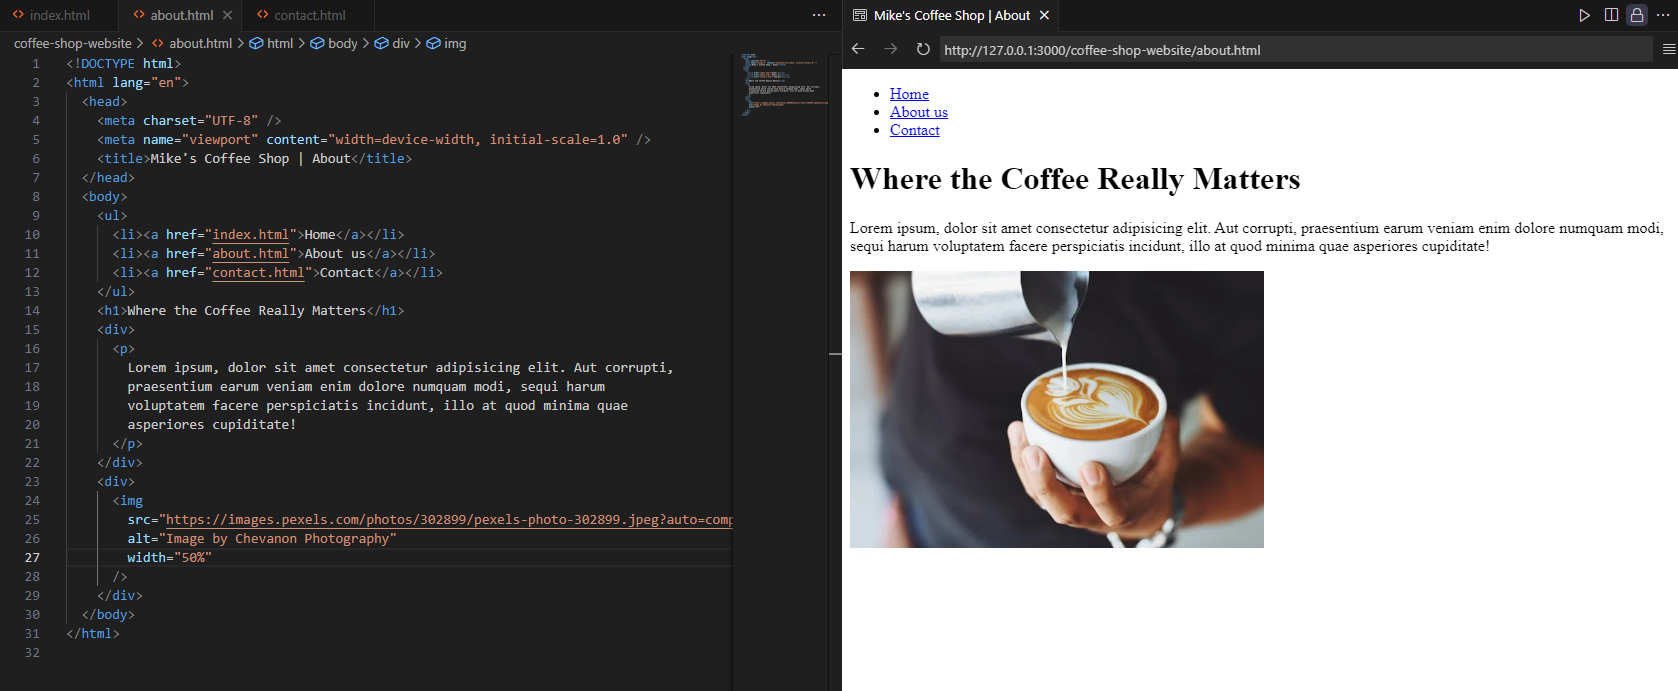 index.html about.html contact.html ···
coffee-shop-website > about.html > html > body > div > img
1 <!DOCTYPE html>
2 <html lang="en">
3 <head>
4 <meta charset="UTF-8" />
5 <meta name="viewport" content="width=device-width, initial-scale=1.0" />
6 <title>Mike's Coffee Shop | About</title>
7 </head>
8 <body>
9 <ul>
10 <li><a href="index.html">Home</a></li>
11 <li><a href="about.html">About us</a></li>
12 <li><a href="contact.html">Contact</a></li>
13 </ul>
14 <h1>Where the Coffee Really Matters</h1>
15 <div>
16 <p>
17 Lorem ipsum, dolor sit amet consectetur adipisicing elit. Aut corrupti,
18 praesentium earum veniam enim dolore numquam modi, sequi harum
19 voluptatem facere perspiciatis incidunt, illo at quod minima quae
20 asperiores cupiditate!
21 </p>
22 </div>
23 <div>
24 <img
25 src="https://images.pexels.com/photos/302899/pexels-photo-302899.jpeg?auto=comp
26 alt="Image by Chevanon Photography"
27 width="50%"
28 />
29 </div>
30 </body>
31 </html>
32
Mike's Coffee Shop | About
http://127.0.0.1:3000/coffee-shop-website/about.html
Home
About us
Contact
Where the Coffee Really Matters
Lorem ipsum, dolor sit amet consectetur adipisicing elit. Aut corrupti, praesentium earum veniam enim dolore numquam modi,
sequi harum voluptatem facere perspiciatis incidunt, illo at quod minima quae asperiores cupiditate!